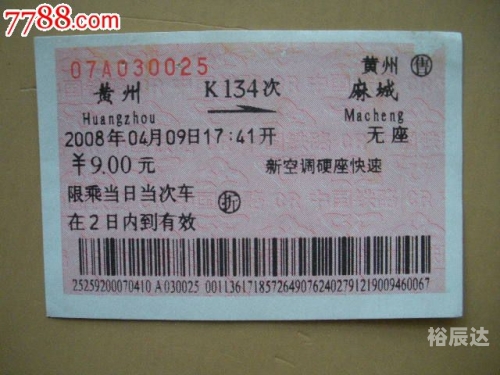 7788.com
07A030025
黄州 售
黄州 K134次 麻城
Huangzhou Macheng
2008年04月09日17:41开 无座
¥9.00元 新空调硬座快速
限乘当日当次车 折
在2日内到有效
25259200070410 A030025 001136171857264907624027912190094600​67
裕辰达